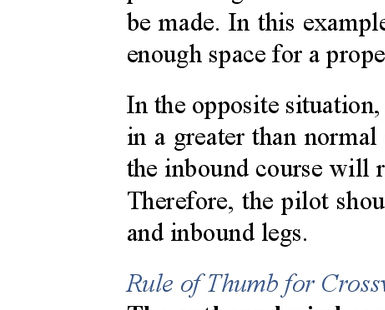 be made. In this example
enough space for a prope
In the opposite situation,
in a greater than normal
the inbound course will r
Therefore, the pilot shou
and inbound legs.
Rule of Thumb for Crossw